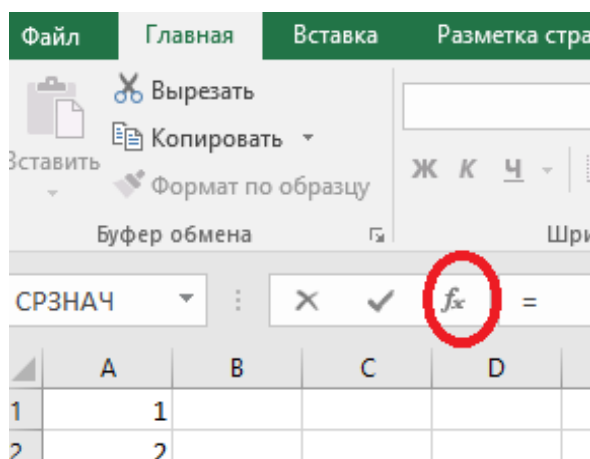 Файл Главная Вставка Разметка стра
Вырезать
Копировать
Вставить
Формат по образцу
Ж К Ч
Буфер обмена Шри
СРЗНАЧ fx =
A B C D
1 1
2 2